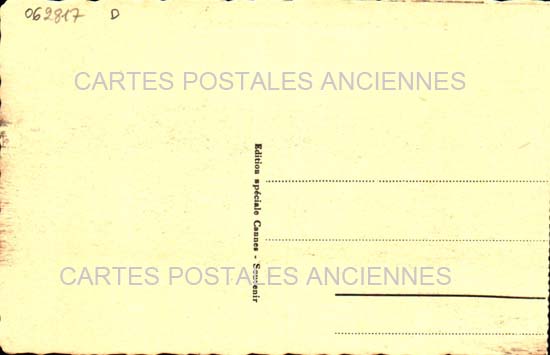 062817 D
CARTES POSTALES ANCIENNES
Edition spéciale Cannes - Souvenir
CARTES POSTALES ANCIENNES